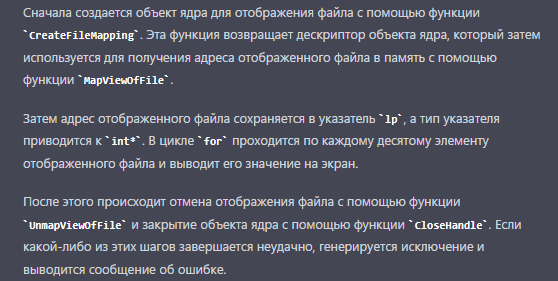 Сначала создается объект ядра для отображения файла с помощью функции
`CreateFileMapping`. Эта функция возвращает дескриптор объекта ядра, который затем
используется для получения адреса отображенного файла в память с помощью
функции `MapViewOfFile`.
Затем адрес отображенного файла сохраняется в указатель `lp`, а тип указателя
приводится к `int*`. В цикле `for` проходится по каждому десятому элементу
отображенного файла и выводит его значение на экран.
После этого происходит отмена отображения файла с помощью функции
`UnmapViewOfFile` и закрытие объекта ядра с помощью функции `CloseHandle`. Если
какой-либо из этих шагов завершается неудачно, генерируется исключение и
выводится сообщение об ошибке.